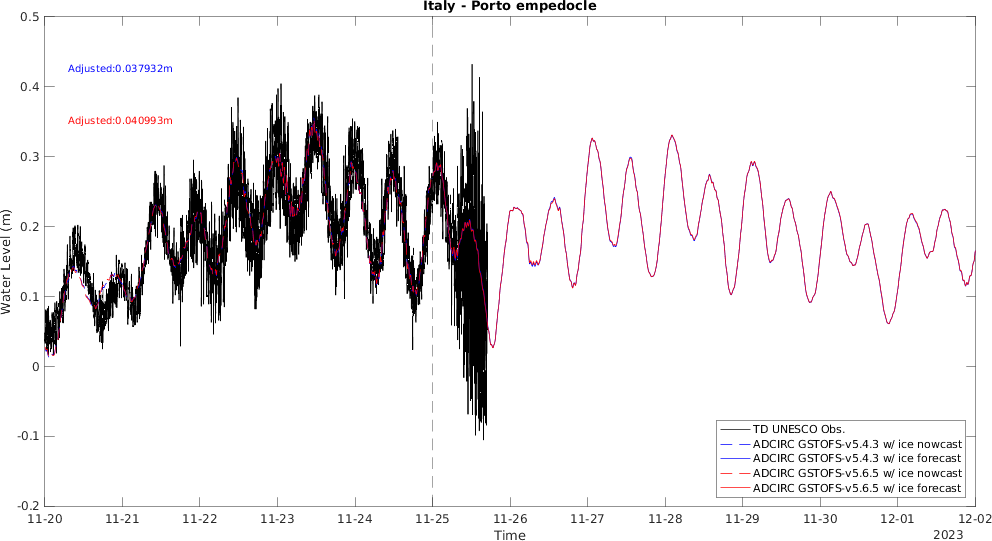 Italy - Porto empedocle
0.5
0.4
0.3
0.2
0.1
0
-0.1
-0.2
Water Level (m)
Adjusted:0.037932m
Adjusted:0.040993m
TD UNESCO Obs.
ADCIRC GSTOFS-v5.4.3 w/ ice nowcast
ADCIRC GSTOFS-v5.4.3 w/ ice forecast
ADCIRC GSTOFS-v5.6.5 w/ ice nowcast
ADCIRC GSTOFS-v5.6.5 w/ ice forecast
11-20 11-21 11-22 11-23 11-24 11-25 11-26 11-27 11-28 11-29 11-30 12-01 12-02
Time
2023